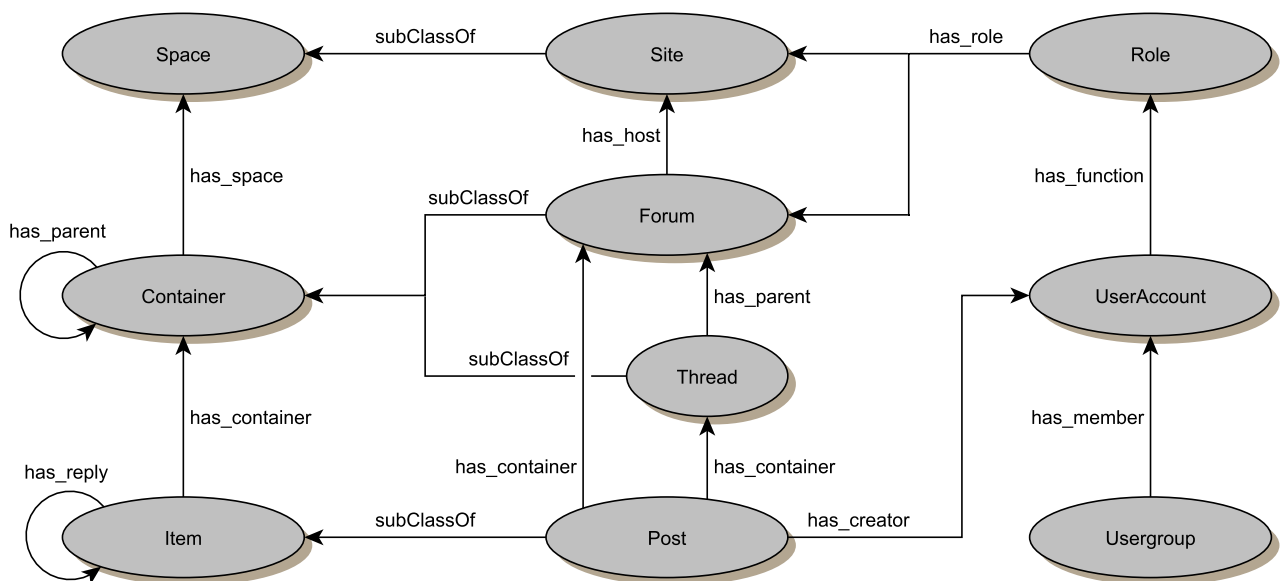 subClassOf
has_role
Space
Site
Role
has_host
has_space
has_function
subClassOf
Forum
has_parent
Container
has_parent
UserAccount
subClassOf
Thread
has_container
has_member
has_reply
has_container
has_container
subClassOf
has_creator
Item
Post
Usergroup